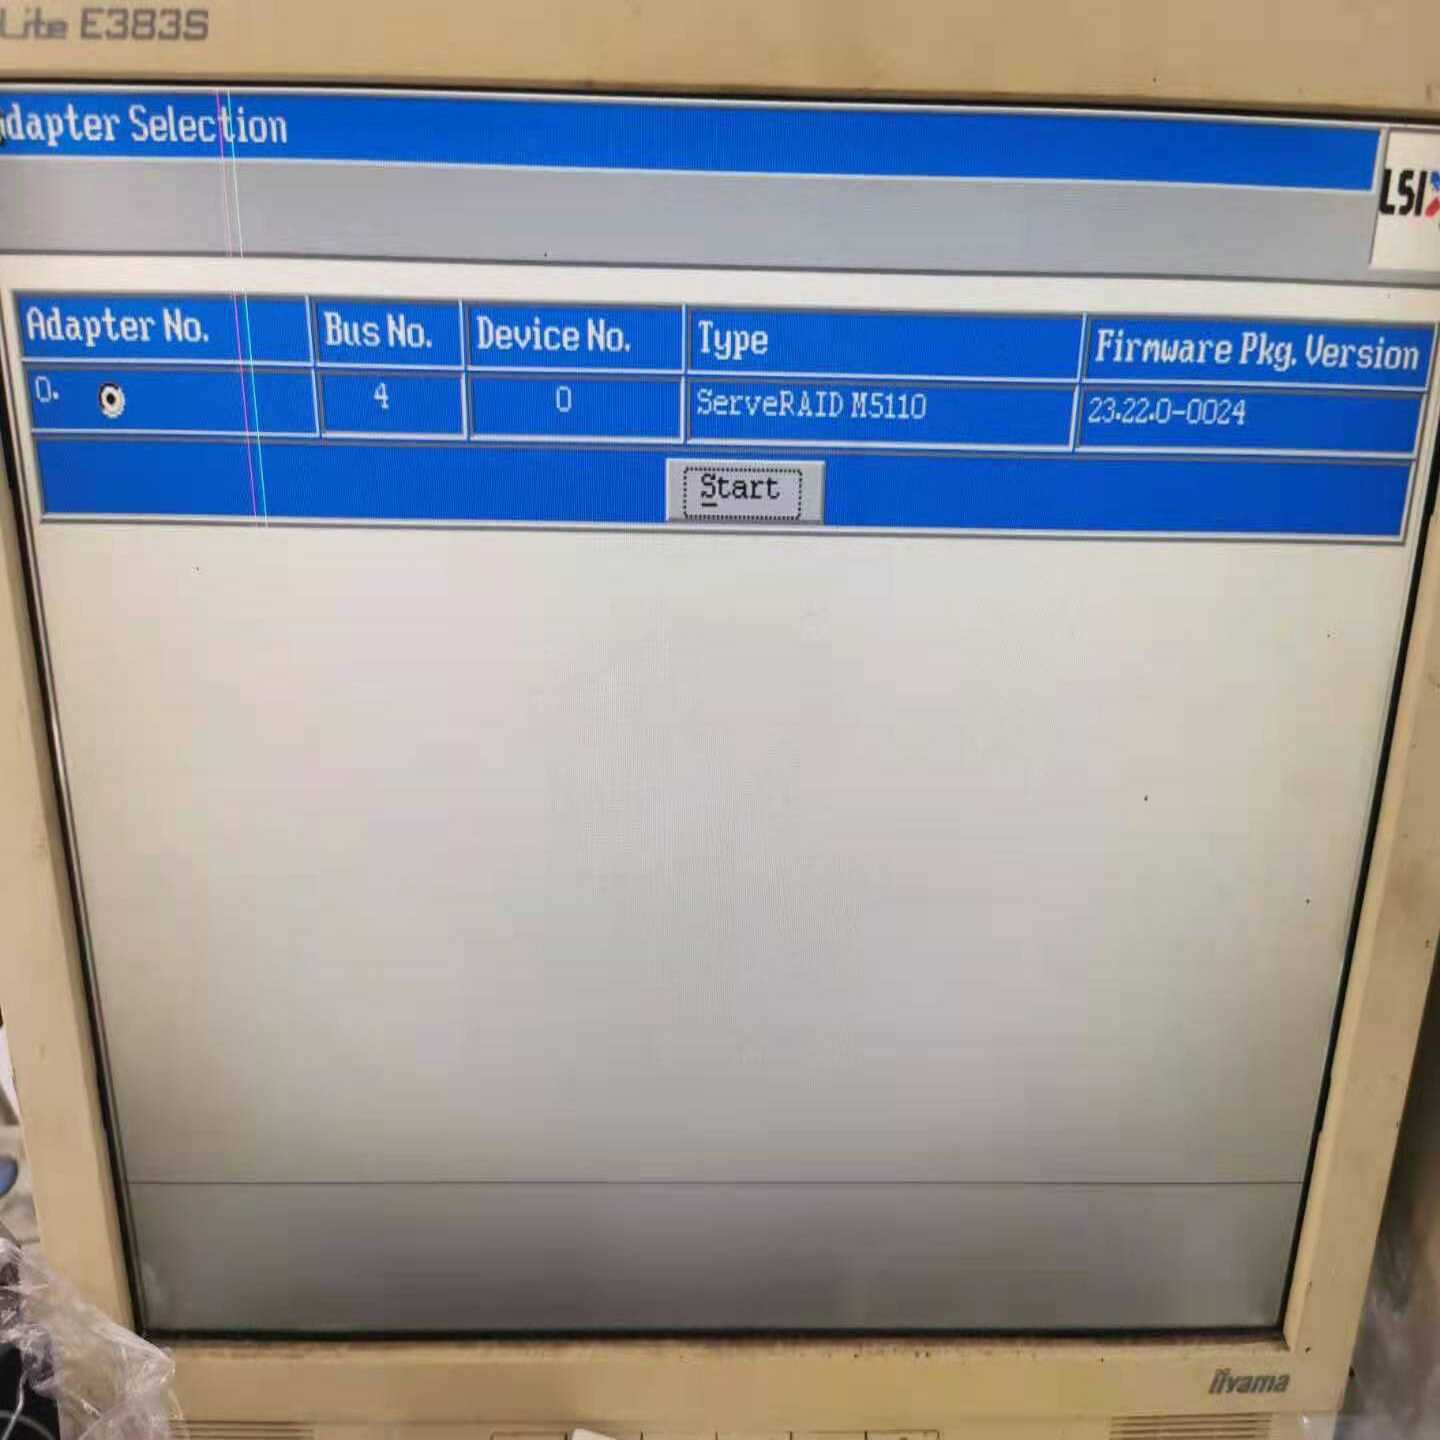 Lite E383S
Adapter Selection
LSI
Adapter No. Bus No. Device No. Type Firmware Pkg. Version
0. 4 0 ServeRAID M5110 23.22.0-0024
Start
iiyama